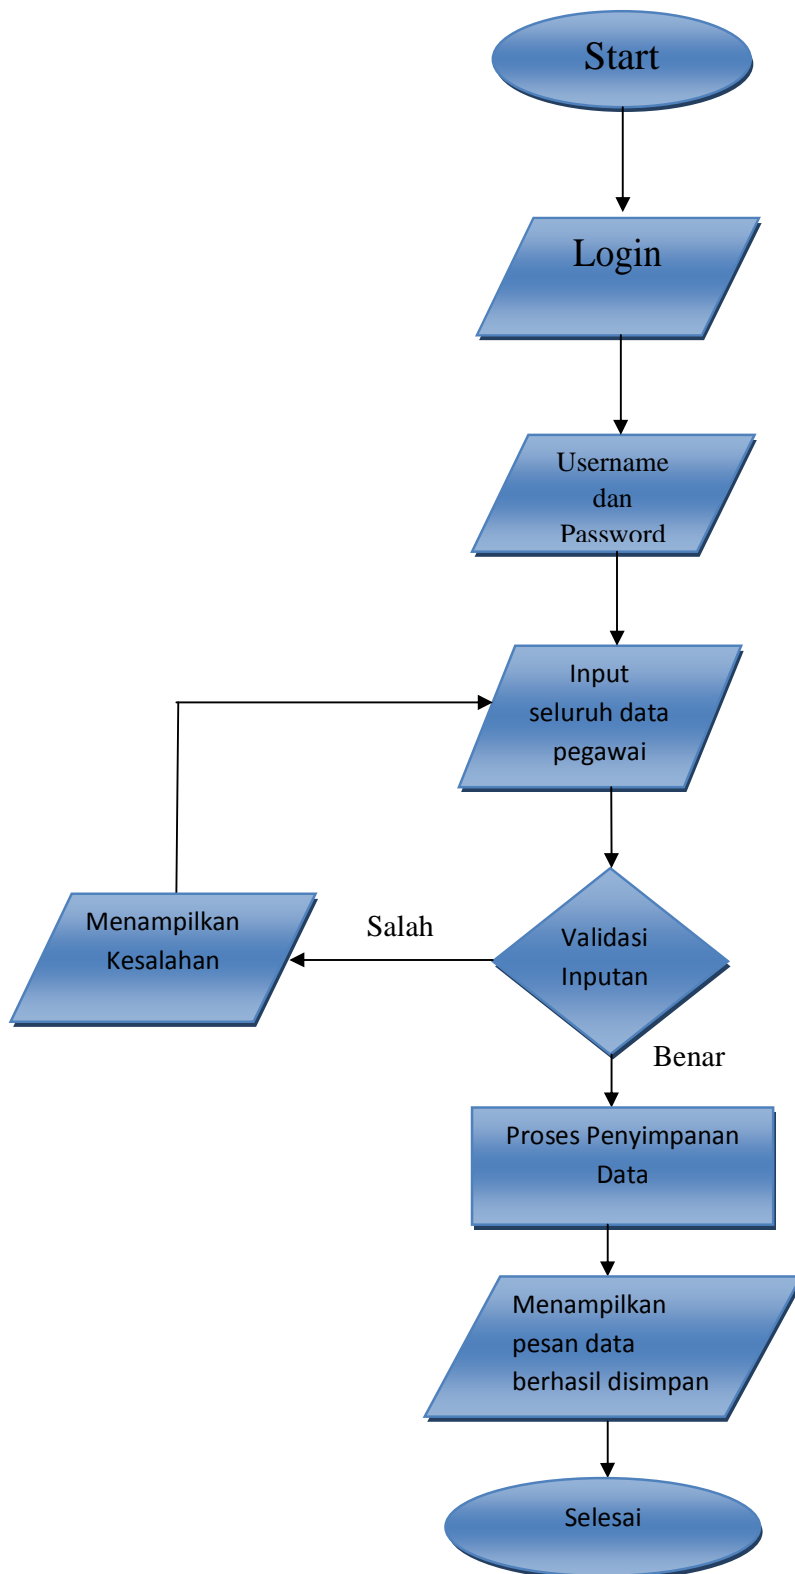 Start
Login
Username
dan
Password
Input
seluruh data
pegawai
Menampilkan
Kesalahan
Salah
Validasi
Inputan
Benar
Proses Penyimpanan
Data
Menampilkan
pesan data
berhasil disimpan
Selesai